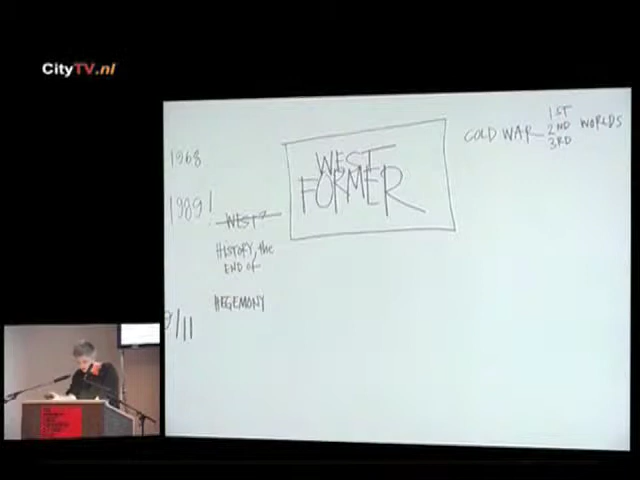 CityTV.nl
1968
WEST
FORMER
COLD WAR
1ST
2ND
3RD
WORLDS
1989!
WEST?
HISTORY, the
END of
HEGEMONY
9/11